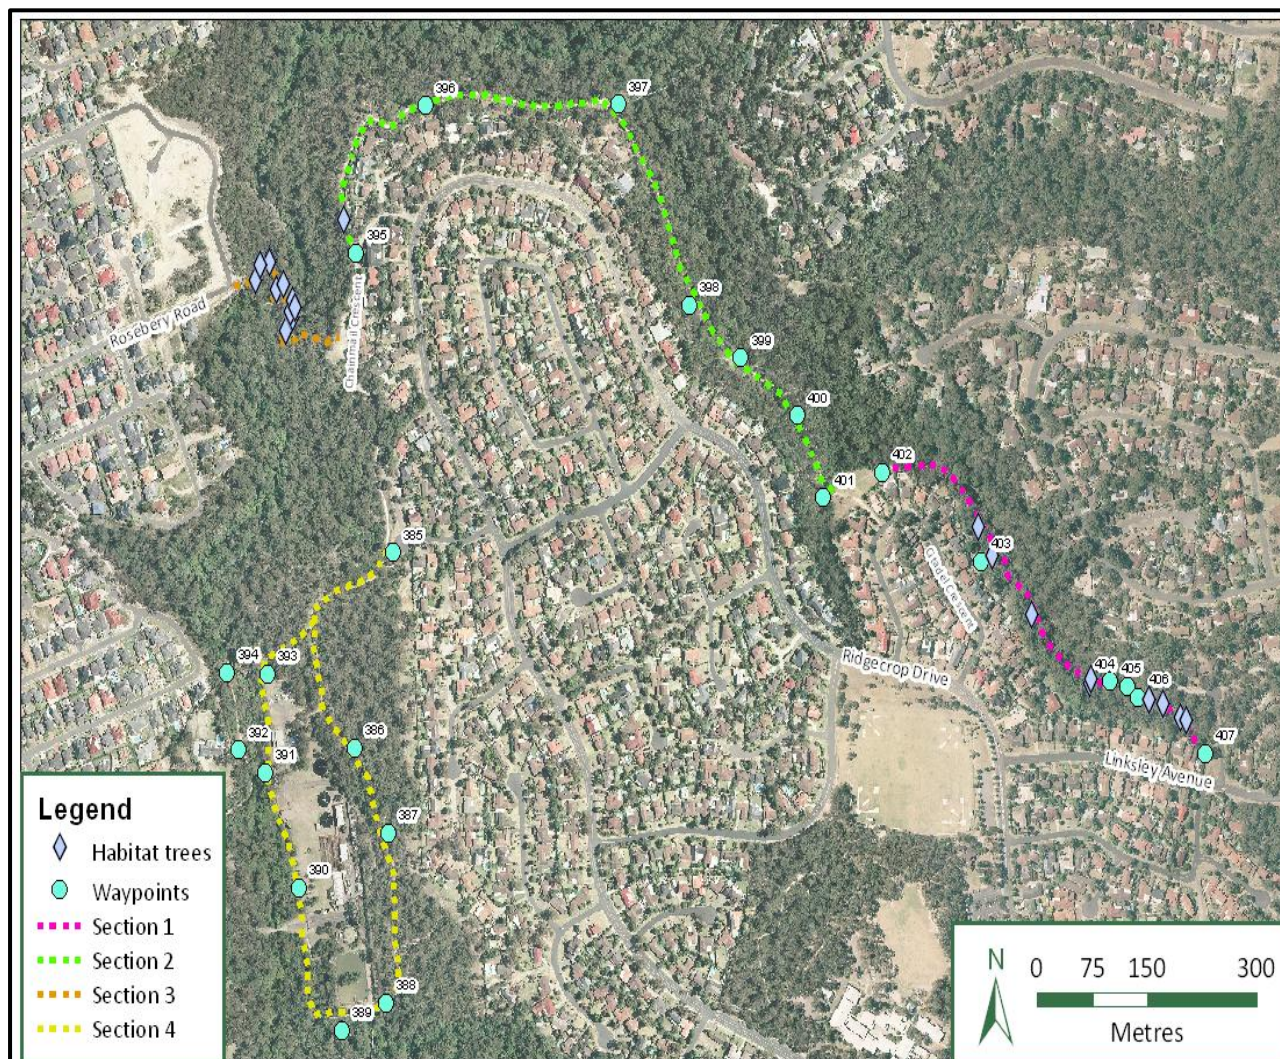 396
397
395
398
399
400
401
402
403
404
405
406
407
385
394
393
392
391
386
387
390
388
389
Rosebery Road
Chainmail Crescent
Citadel Crescent
Ridgecrop Drive
Linksley Avenue
Legend
Habitat trees
Waypoints
Section 1
Section 2
Section 3
Section 4
N
0 75 150 300
Metres